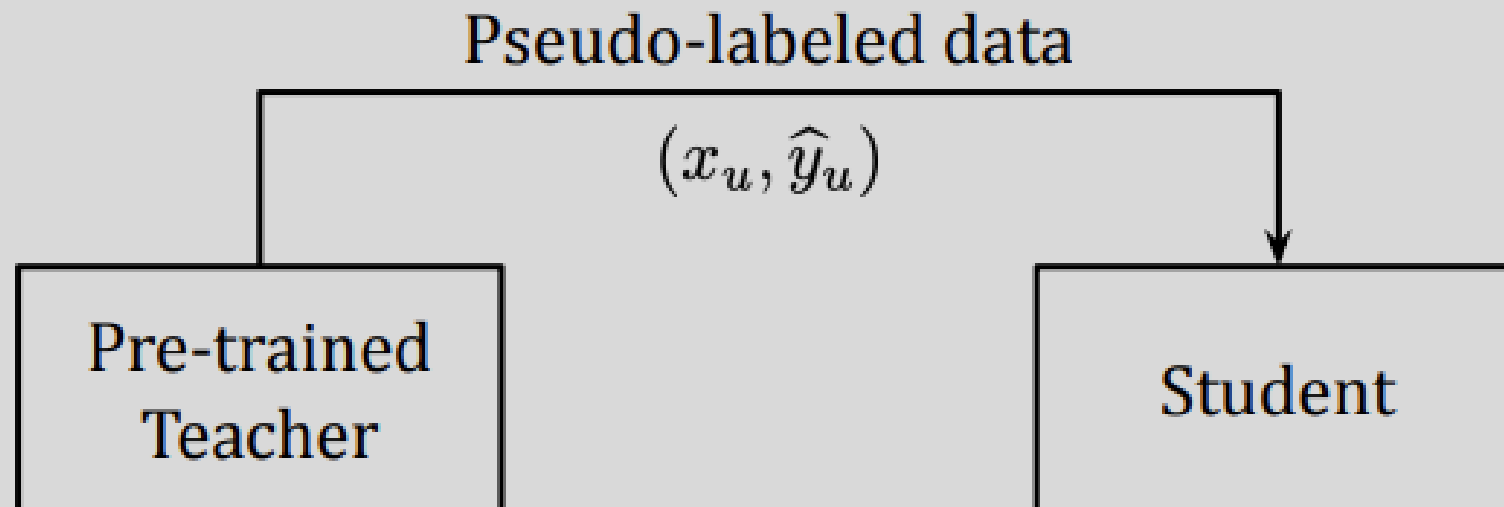 Pseudo-labeled data
(x_u, ŷ_u)
Pre-trained
Teacher
Student